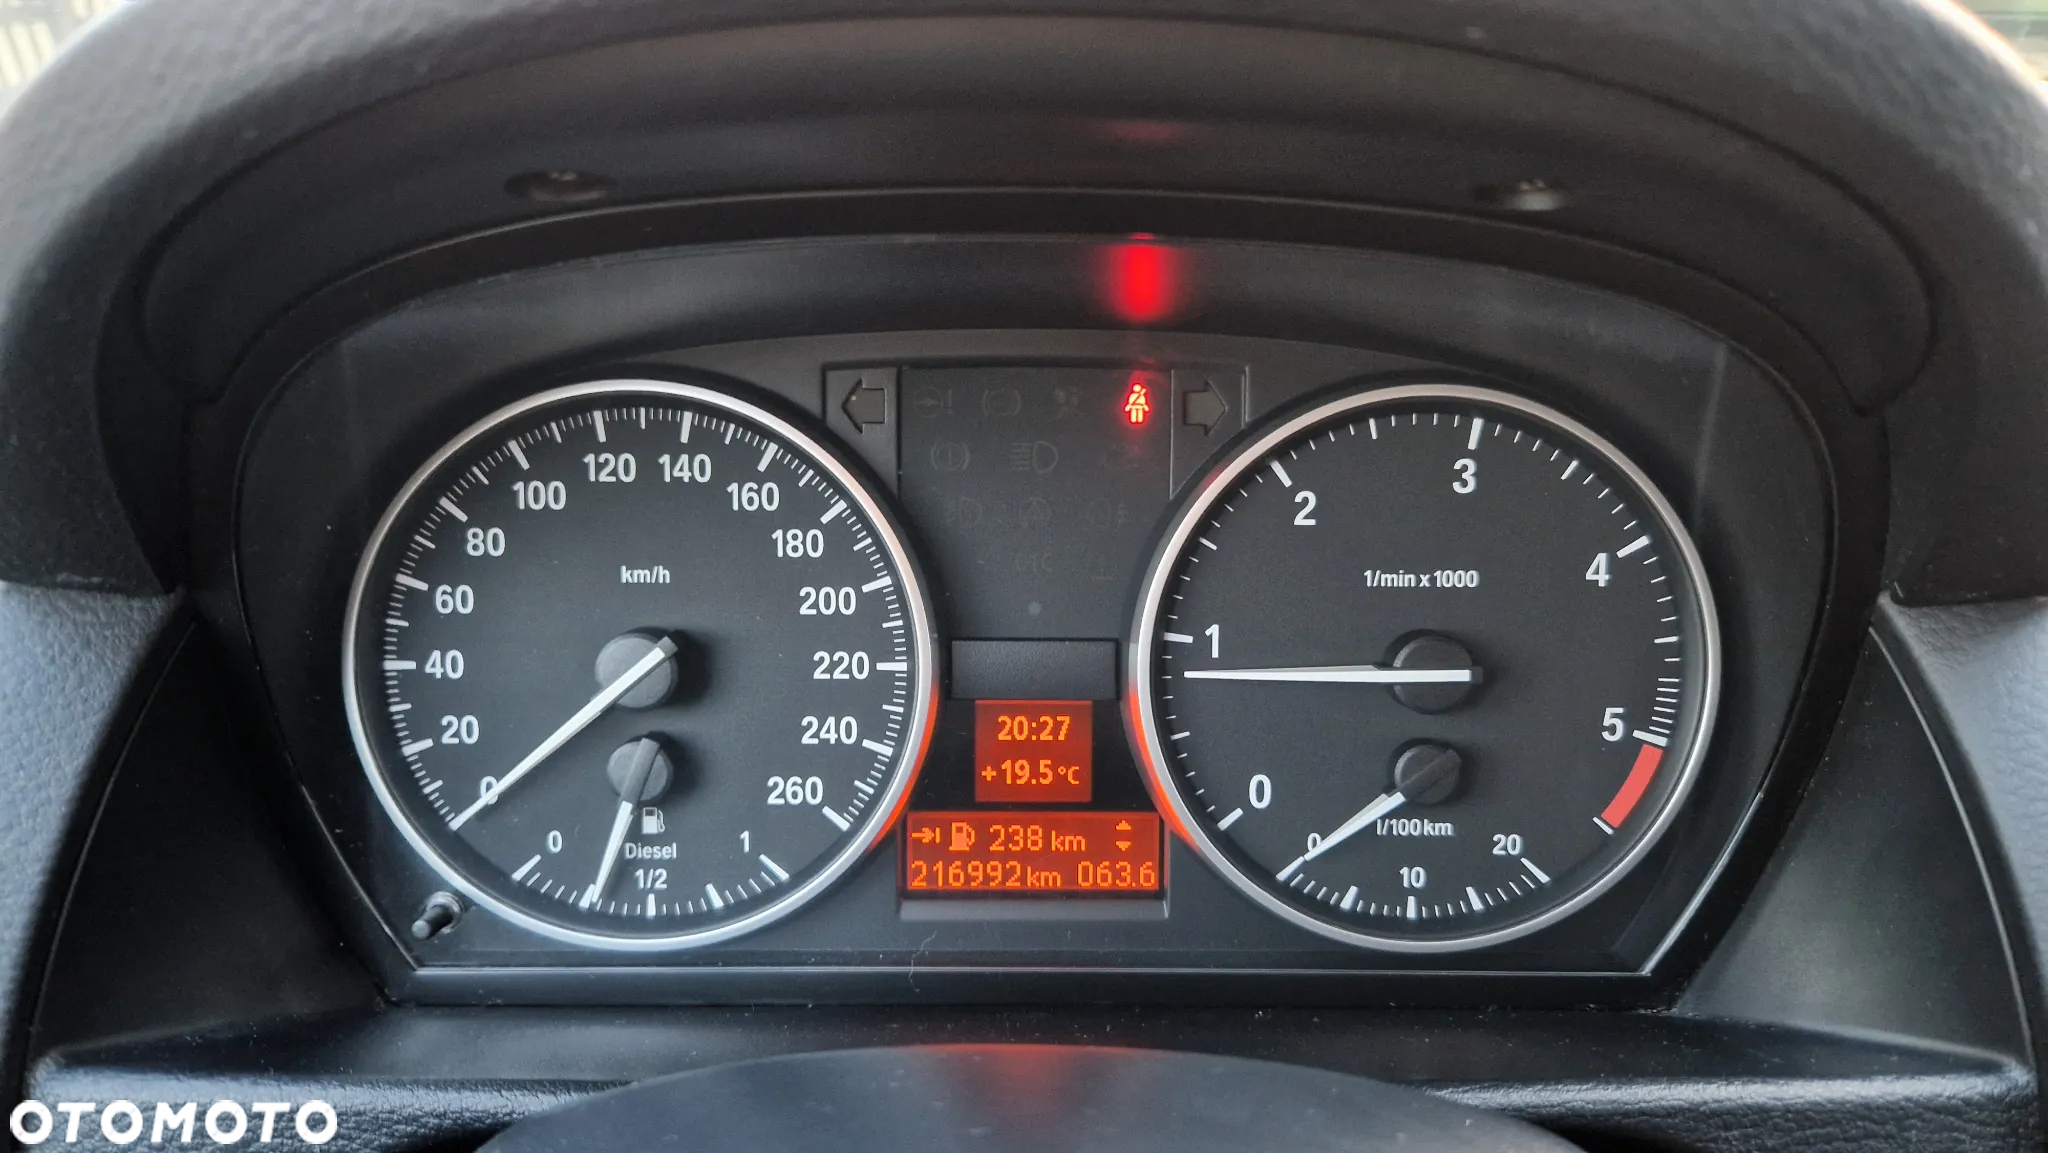 0 20 40 60 80 100 120 140 160 180 200 220 240 260
km/h
0 1/2 1
Diesel
20:27
+19.5°C
238 km
216992 km 063.6
0 1 2 3 4 5
1/min x 1000
l/100km
0 10 20
OTOMOTO